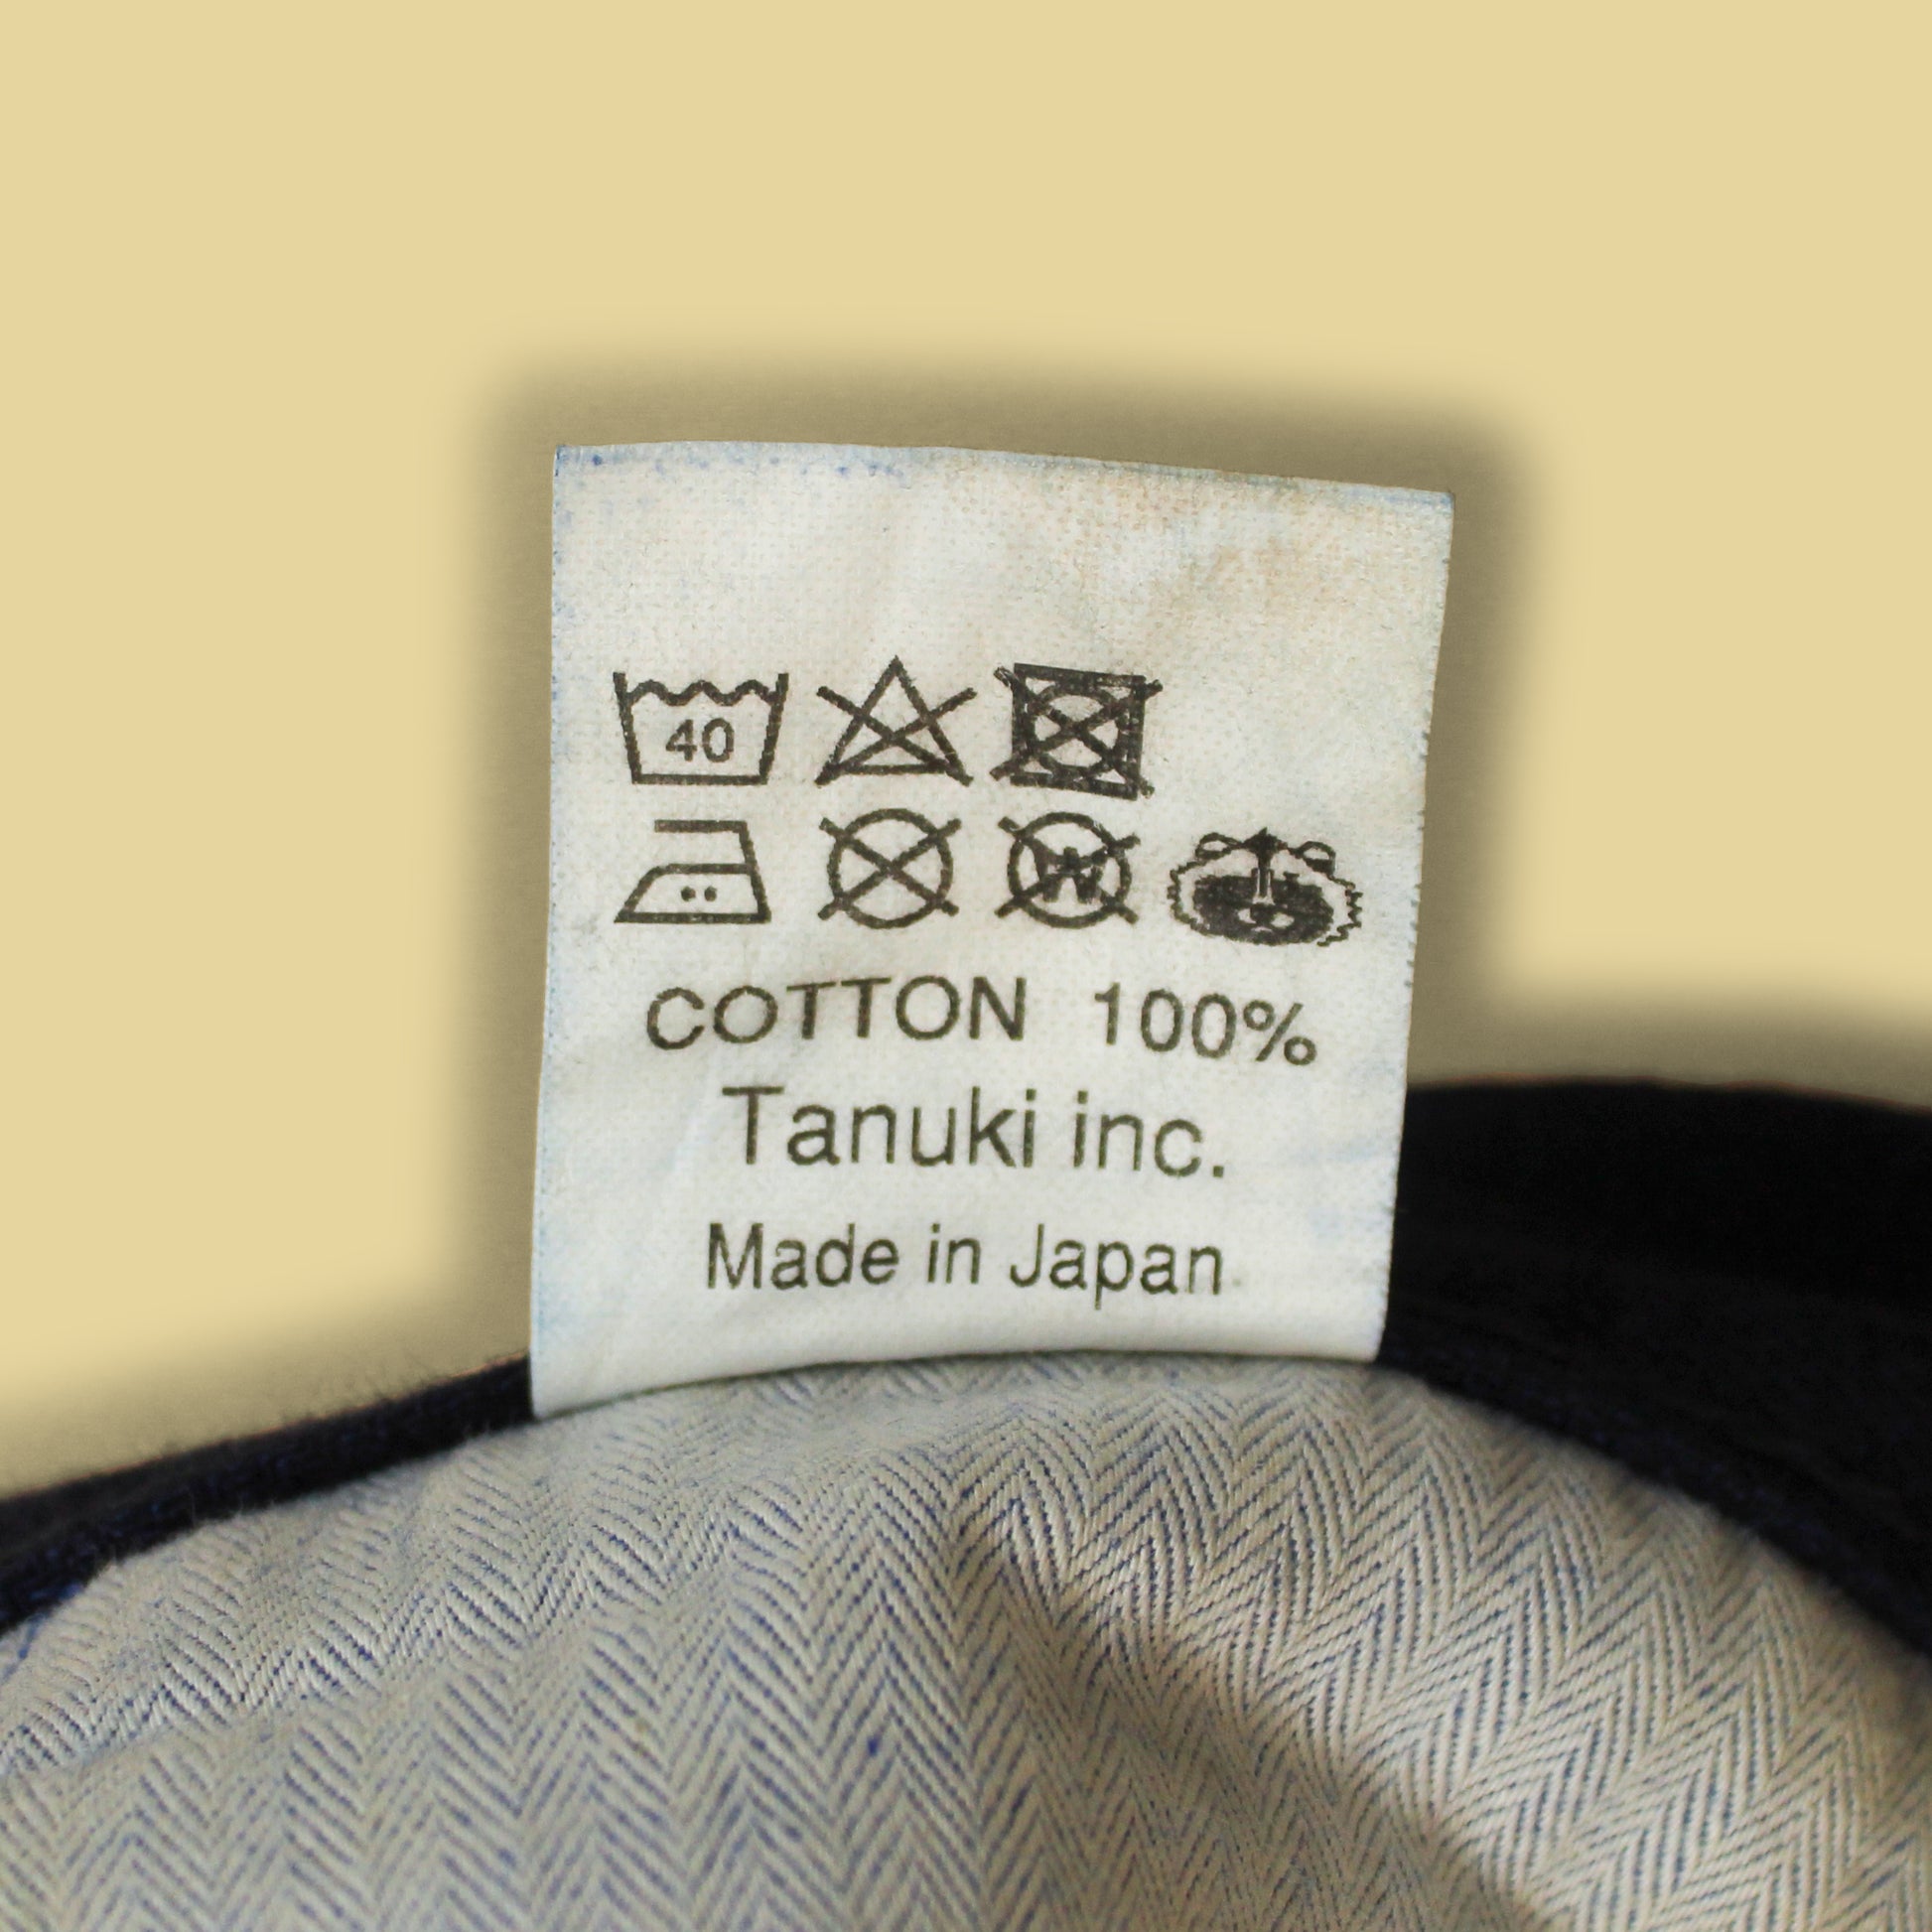 40
W
COTTON 100%
Tanuki inc.
Made in Japan